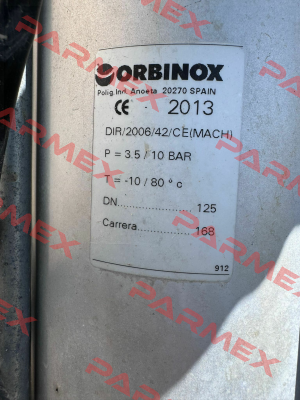 ORBINOX
Polig. Ind. Anoeta 20270 SPAIN
CE - 2013
DIR/2006/42/CE(MACH)
P = 3.5 / 10 BAR
T = -10 / 80 ° c
DN.......................... 125
Carrera..................... 168
912
PARMEX
PARMEX
PARMEX
PARMEX
PARMEX